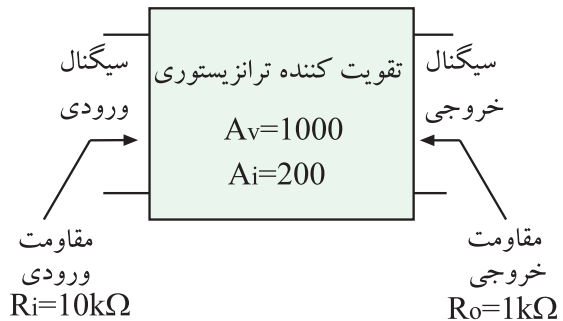 سیگنال
ورودی
تقویت کننده ترانزیستوری
Av=1000
Ai=200
سیگنال
خروجی
مقاومت
ورودی
Ri=10kΩ
مقاومت
خروجی
Ro=1kΩ